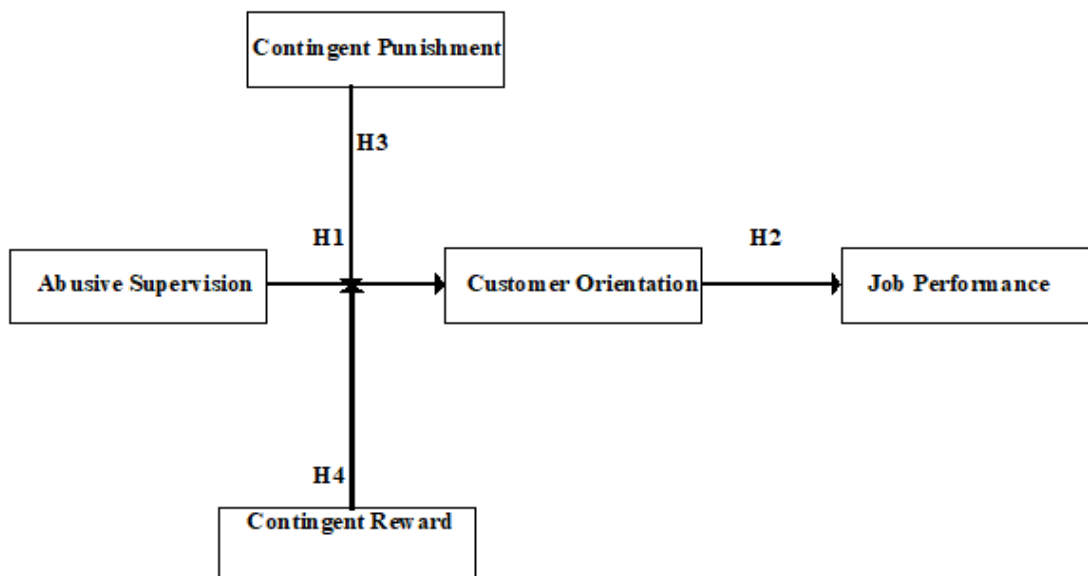 Contingent Punishment
H3
H1
H2
Abusive Supervision
Customer Orientation
Job Performance
H4
Contingent Reward